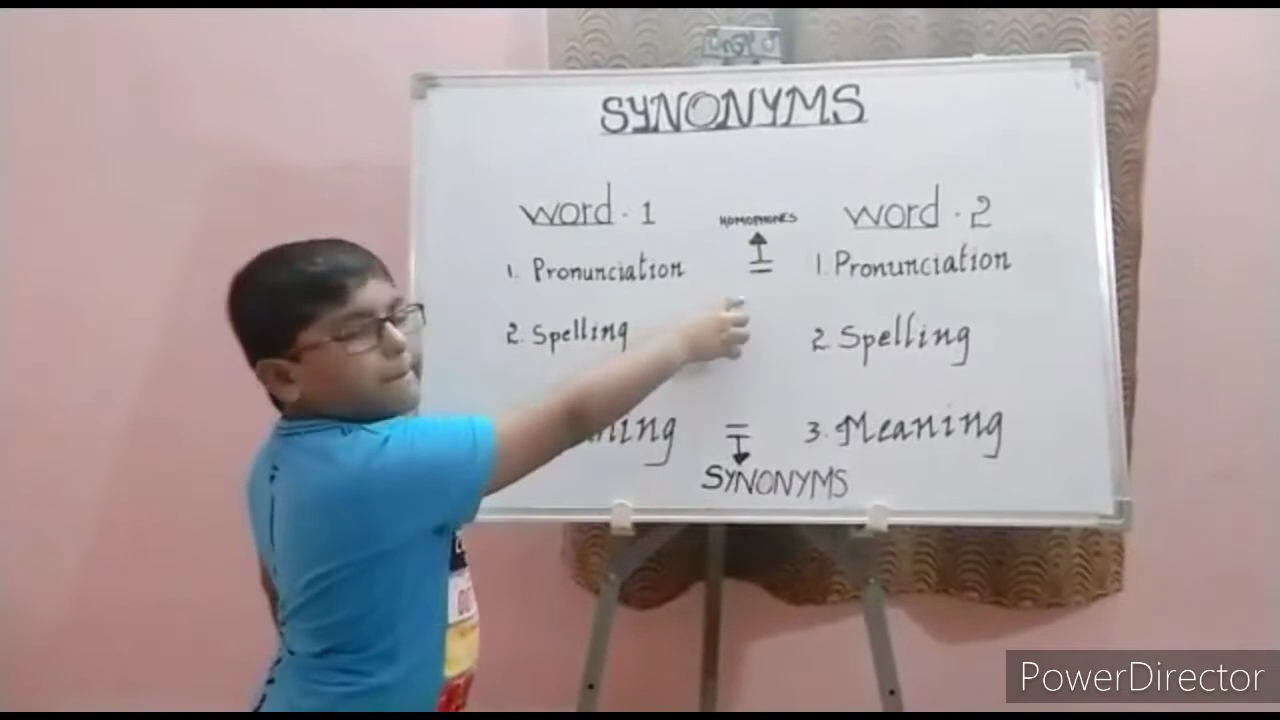 SYNONYMS
word. 1
HOMOPHONES
word. 2
1. Pronunciation = 1. Pronunciation
2. Spelling 2. Spelling
= 3. Meaning
SYNONYMS
PowerDirector